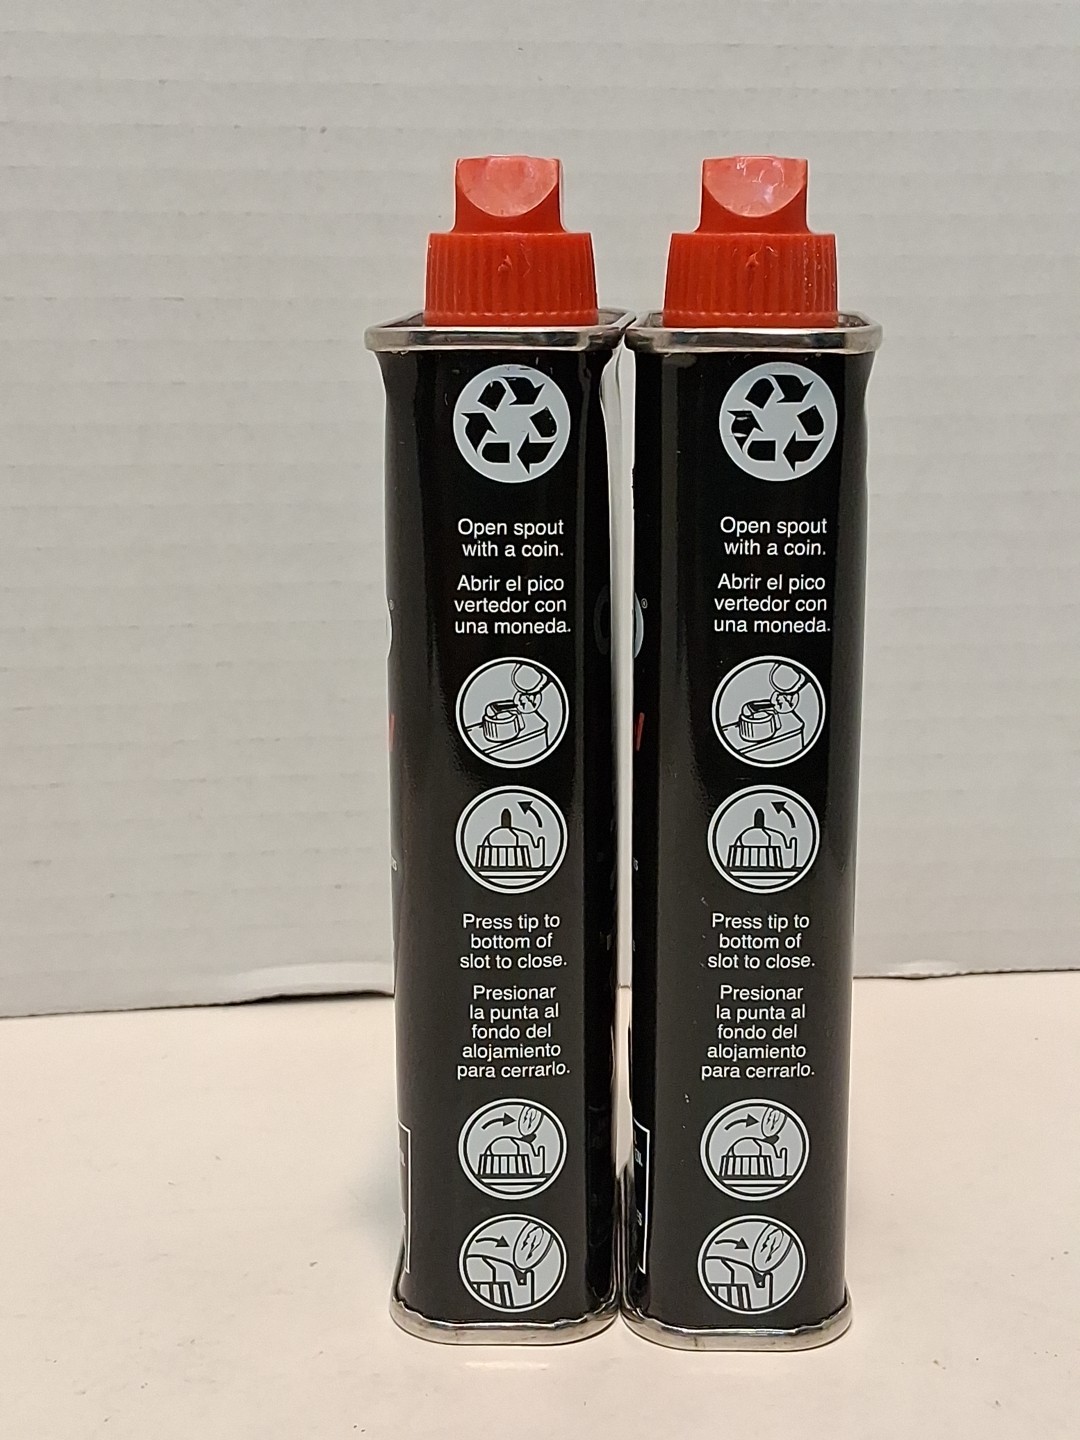 Open spout
with a coin.
Abrir el pico
vertedor con
una moneda.
Press tip to
bottom of
slot to close.
Presionar
la punta al
fondo del
alojamiento
para cerrarlo.
Open spout
with a coin.
Abrir el pico
vertedor con
una moneda.
Press tip to
bottom of
slot to close.
Presionar
la punta al
fondo del
alojamiento
para cerrarlo.